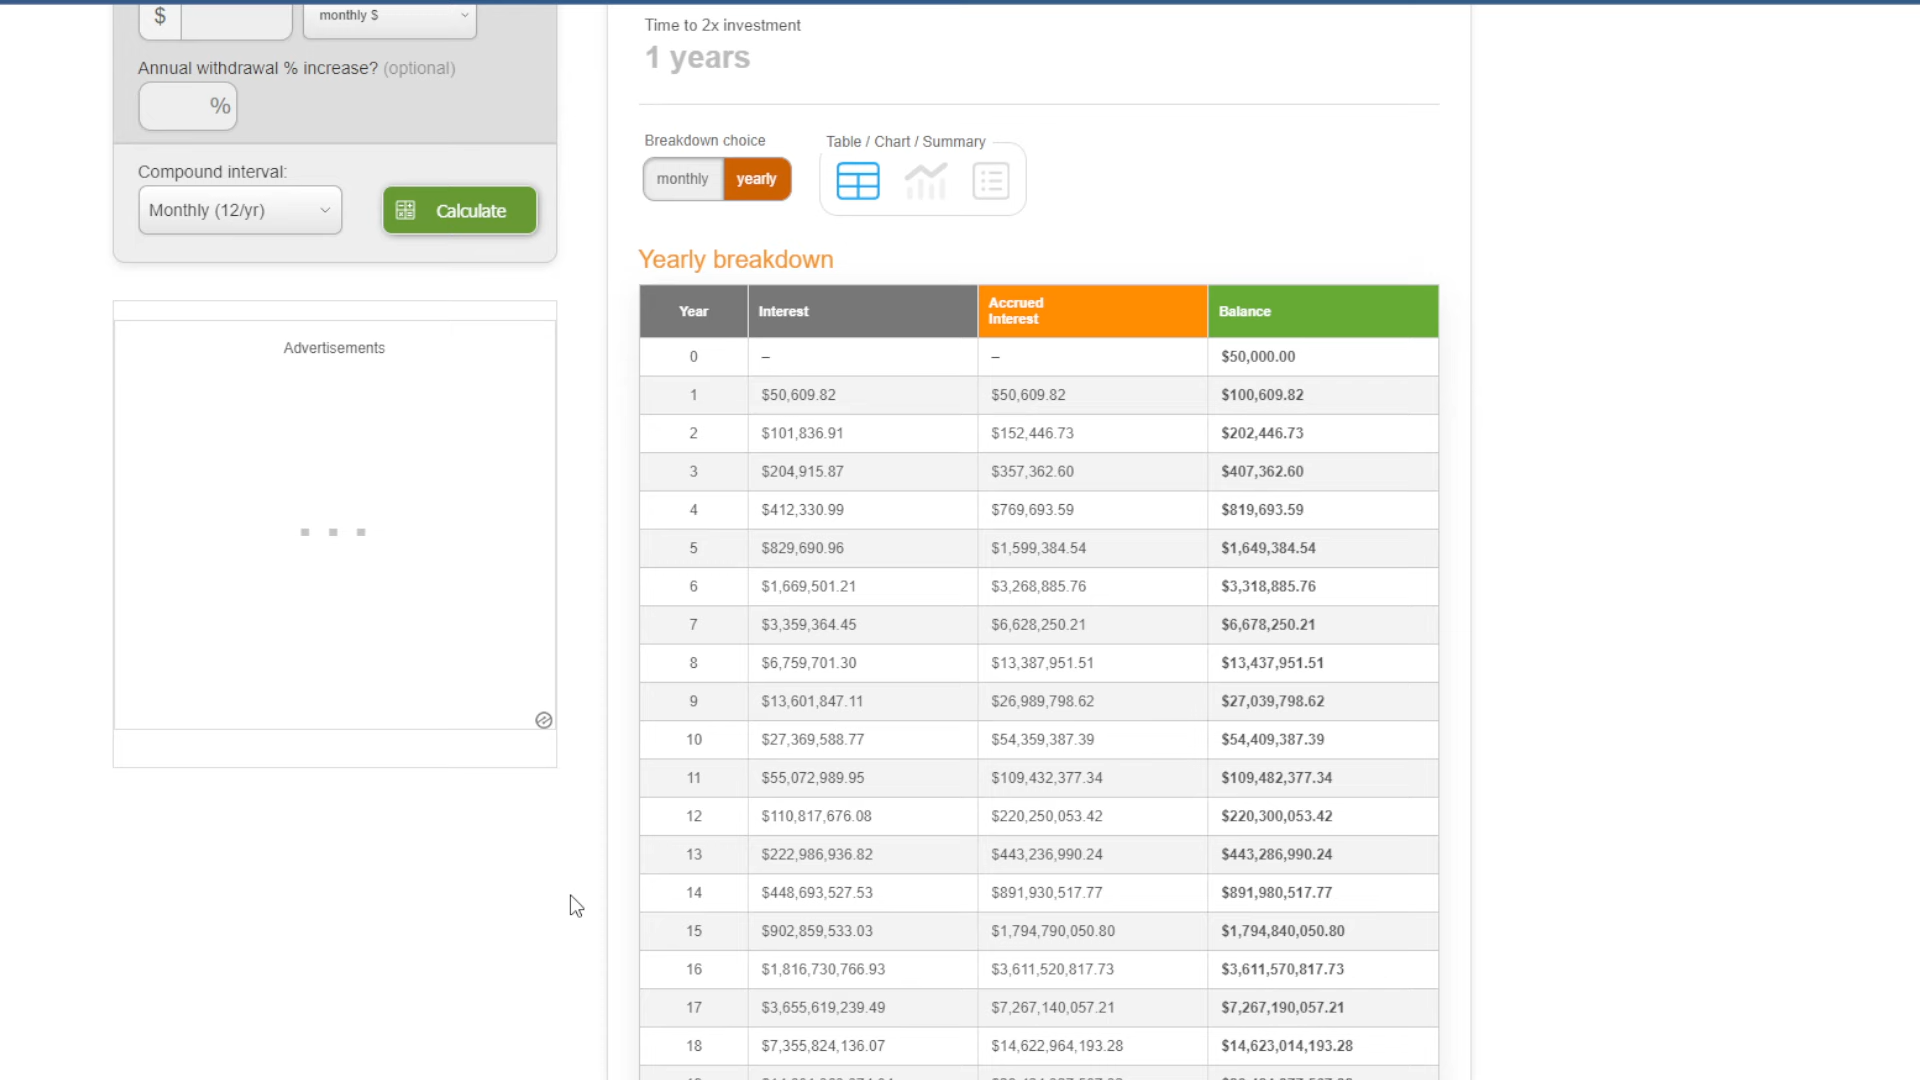 $ monthly $
Annual withdrawal % increase? (optional)
%
Compound interval:
Monthly (12/yr) Calculate
Advertisements
Time to 2x investment
1 years
Breakdown choice
monthly yearly
Table / Chart / Summary
Yearly breakdown
Year Interest Accrued Interest Balance
0 – – $50,000.00
1 $50,609.82 $50,609.82 $100,609.82
2 $101,836.91 $152,446.73 $202,446.73
3 $204,915.87 $357,362.60 $407,362.60
4 $412,330.99 $769,693.59 $819,693.59
5 $829,690.96 $1,599,384.54 $1,649,384.54
6 $1,669,501.21 $3,268,885.76 $3,318,885.76
7 $3,359,364.45 $6,628,250.21 $6,678,250.21
8 $6,759,701.30 $13,387,951.51 $13,437,951.51
9 $13,601,847.11 $26,989,798.62 $27,039,798.62
10 $27,369,588.77 $54,359,387.39 $54,409,387.39
11 $55,072,989.95 $109,432,377.34 $109,482,377.34
12 $110,817,676.08 $220,250,053.42 $220,300,053.42
13 $222,986,936.82 $443,236,990.24 $443,286,990.24
14 $448,693,527.53 $891,930,517.77 $891,980,517.77
15 $902,859,533.03 $1,794,790,050.80 $1,794,840,050.80
16 $1,816,730,766.93 $3,611,520,817.73 $3,611,570,817.73
17 $3,655,619,239.49 $7,267,140,057.21 $7,267,190,057.21
18 $7,355,824,136.07 $14,622,964,193.28 $14,623,014,193.28